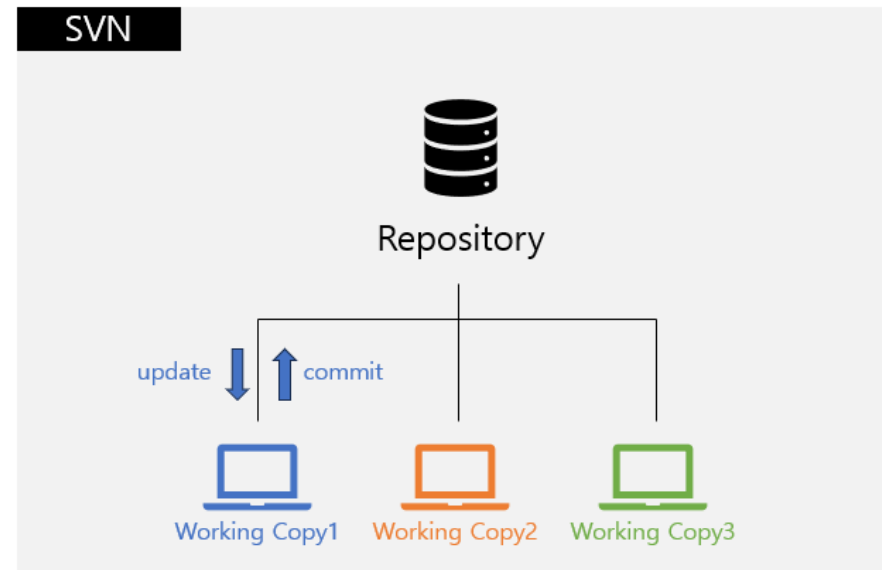 SVN
Repository
update
commit
Working Copy1
Working Copy2
Working Copy3